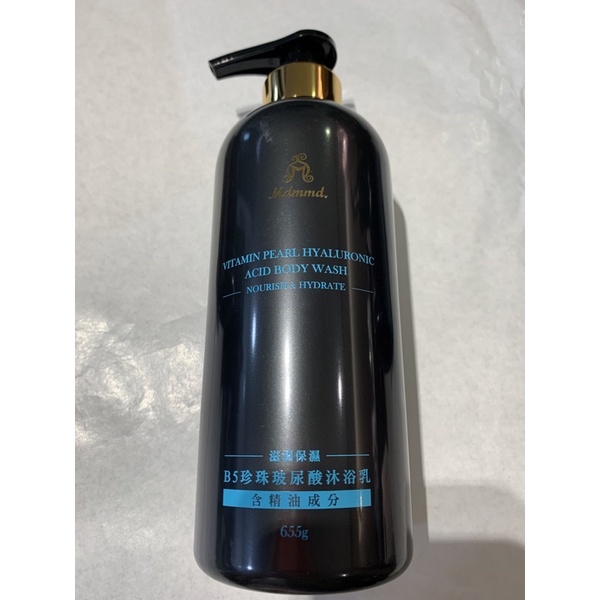 Mdmmd.
VITAMIN PEARL HYALURONIC
ACID BODY WASH
NOURISH & HYDRATE
滋潤保濕
B5珍珠玻尿酸沐浴乳
含精油成分
655g